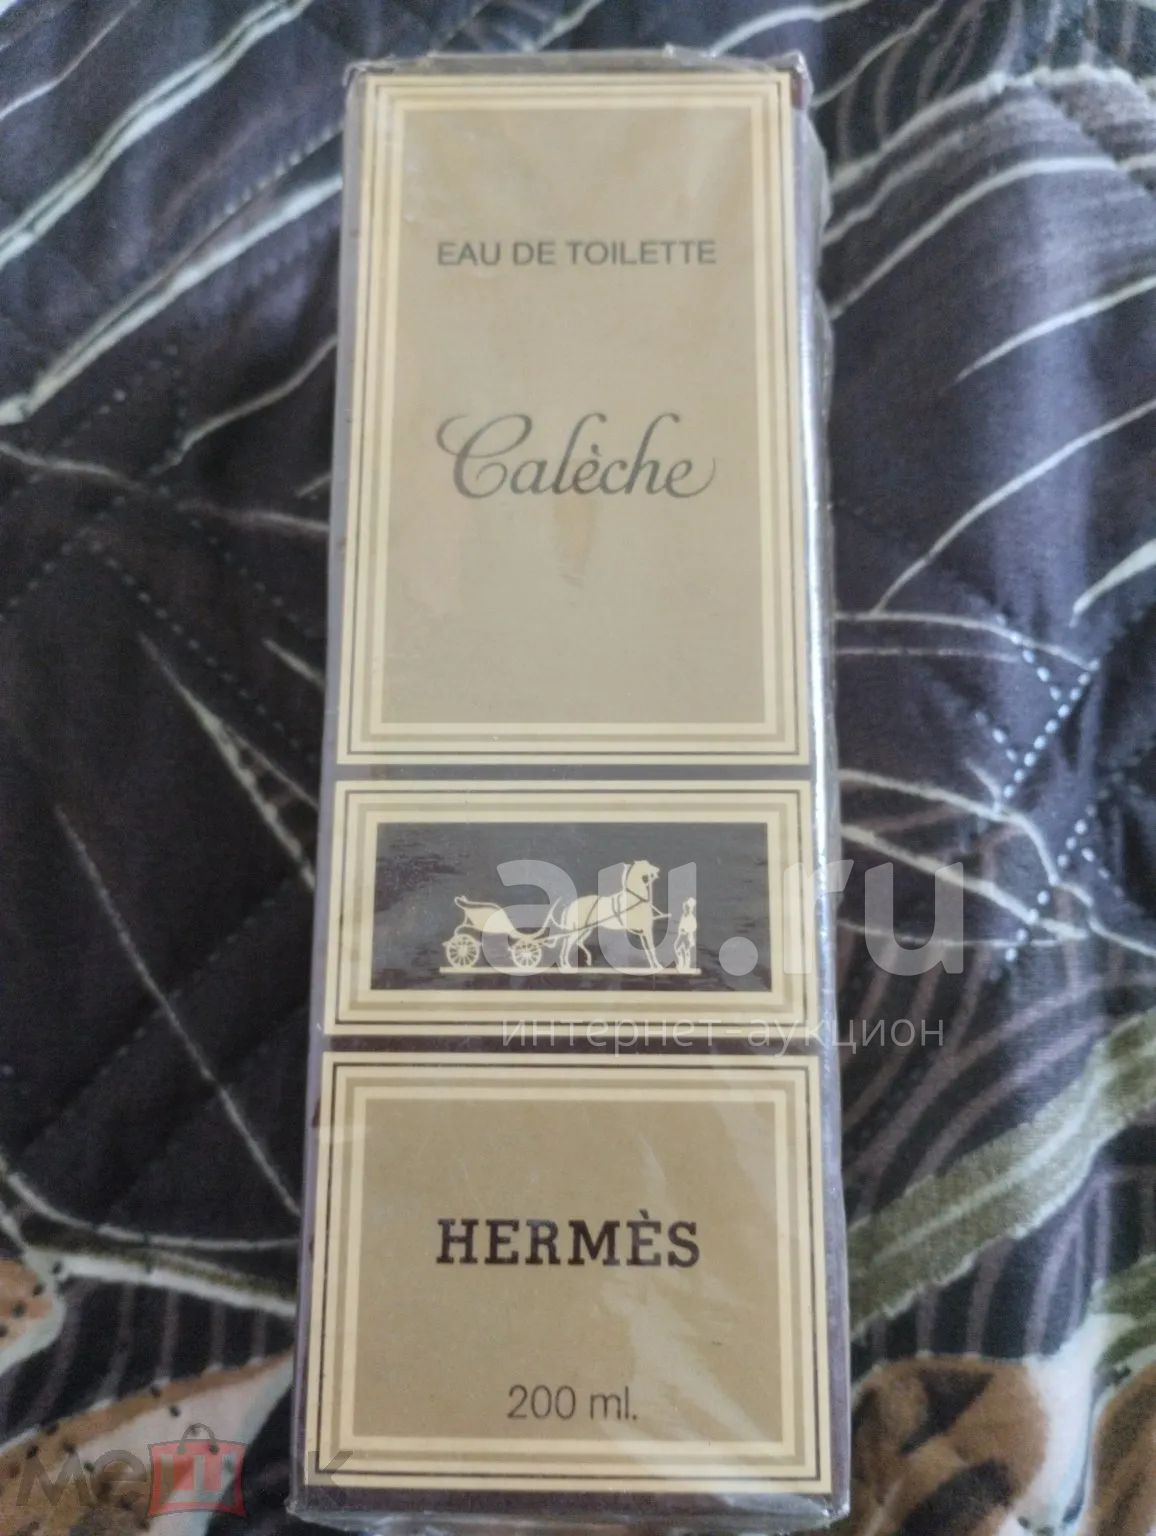 EAU DE TOILETTE
Calèche
au.ru
интернет-аукцион
HERMÈS
200 ml.
мешок